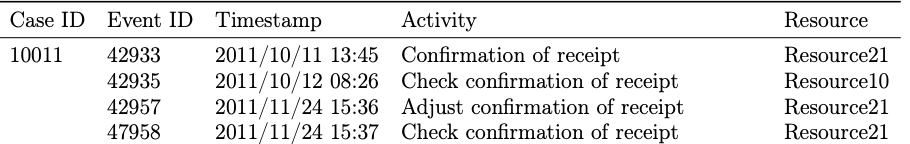 Case ID Event ID Timestamp Activity Resource
10011 42933 2011/10/11 13:45 Confirmation of receipt Resource21
42935 2011/10/12 08:26 Check confirmation of receipt Resource10
42957 2011/11/24 15:36 Adjust confirmation of receipt Resource21
47958 2011/11/24 15:37 Check confirmation of receipt Resource21